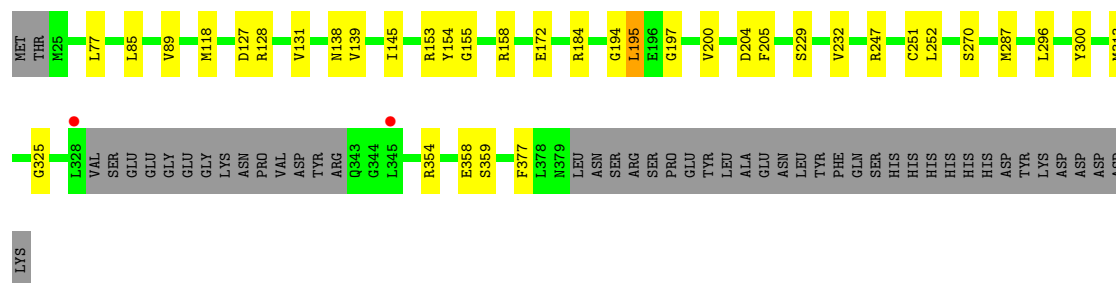 MET THR M25 L77 L85 V89 M118 D127 R128 V131 N138 V139 I145 R153 Y154 G155 R158 E172 R184 G194 L195 E196 G197 V200 D204 F205 S229 V232 R247 C251 L252 S270 M287 L296 Y300
G325 L328 VAL SER GLU GLU GLY GLU GLY LYS ASN PRO VAL ASP TYR ARG Q343 G344 L345 R354 E358 S359 F377 L378 N379 LEU ASN SER ARG SER PRO GLU TYR LEU ALA GLU ASN LEU TYR PHE GLN SER HIS HIS HIS HIS HIS HIS ASP TYR LYS ASP ASP ASP
LYS